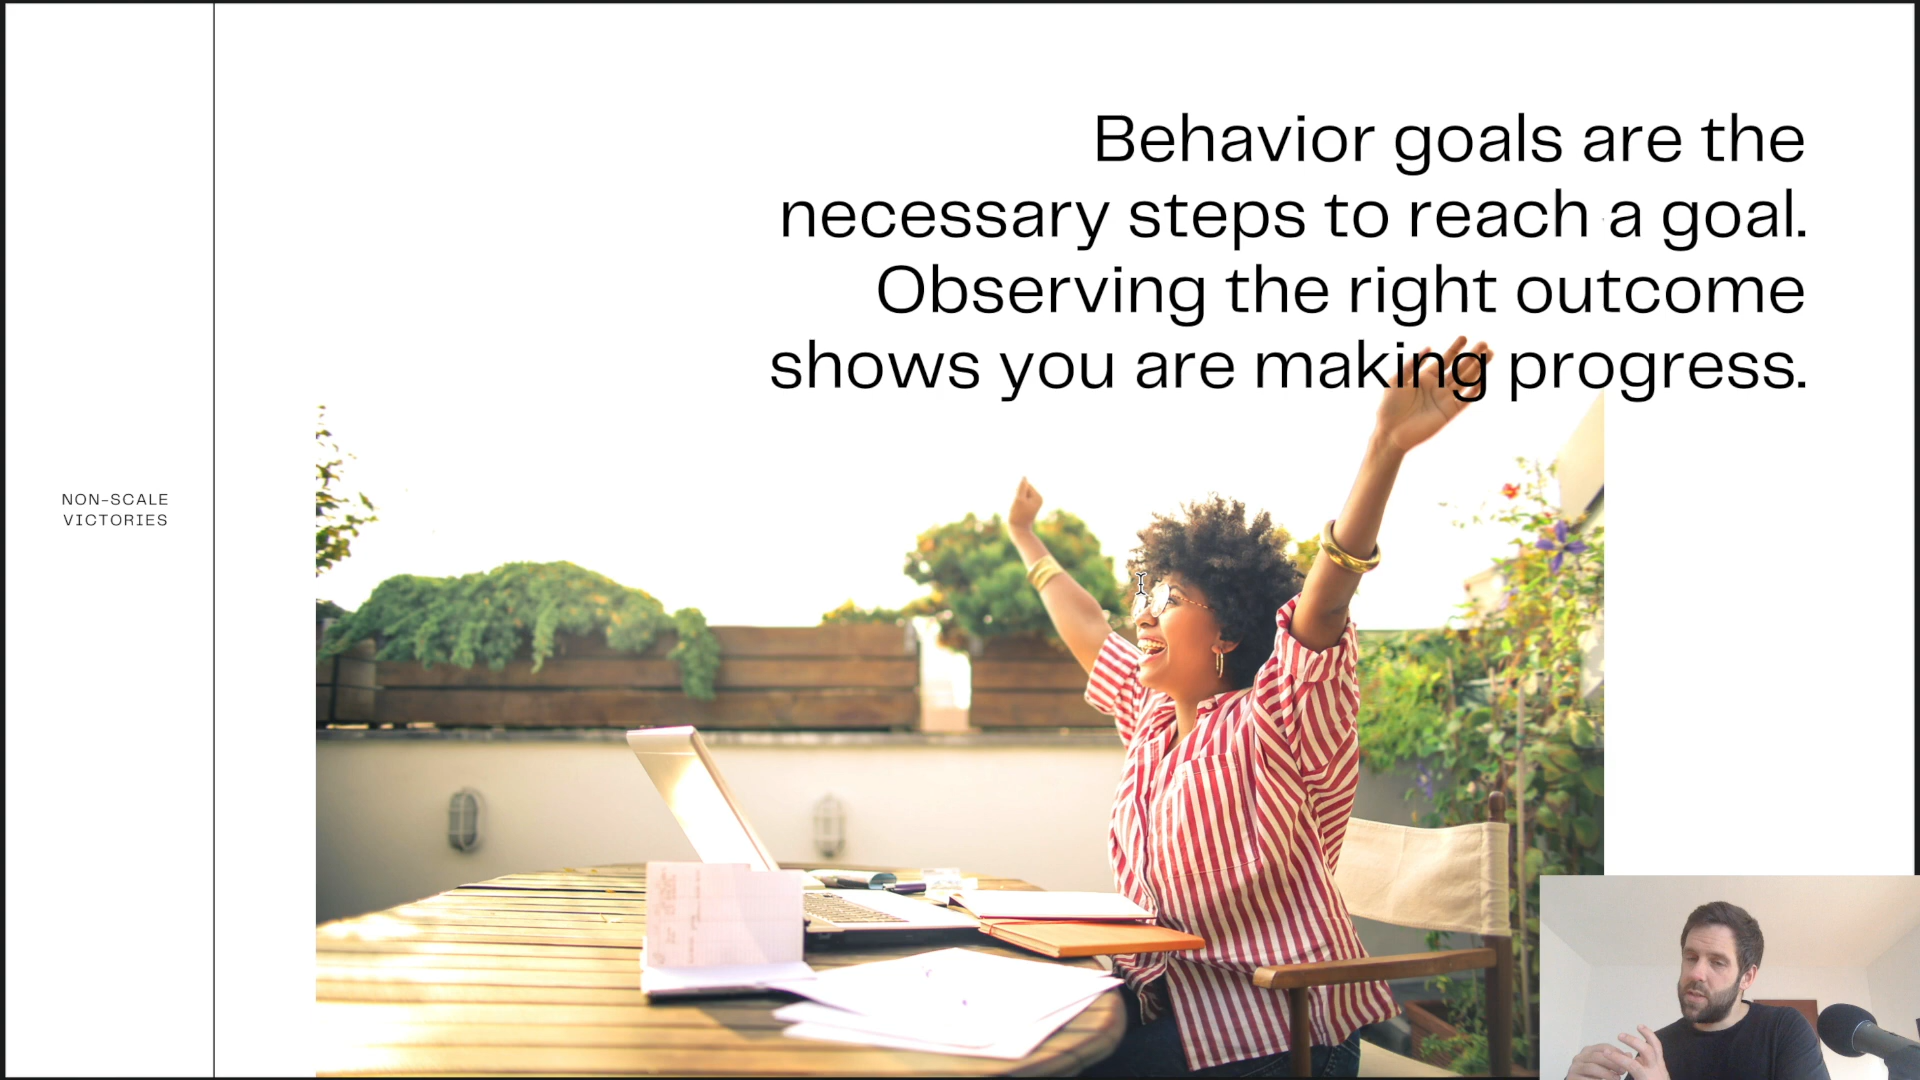 Behavior goals are the
necessary steps to reach a goal.
Observing the right outcome
shows you are making progress.
NON-SCALE
VICTORIES